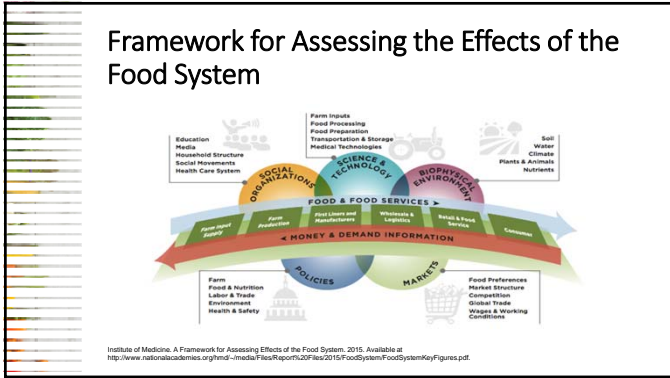 Framework for Assessing the Effects of the
Food System
Farm Inputs
Food Processing
Food Preparation
Transportation & Storage
Medical Technologies
Education
Media
Household Structure
Social Movements
Health Care System
Soil
Water
Climate
Plants & Animals
Nutrients
SOCIAL
ORGANIZATIONS
SCIENCE &
TECHNOLOGY
BIOPHYSICAL
ENVIRONMENT
FOOD & FOOD SERVICES
Farm Input
Supply
Farm
Production
First Liners and
Manufacturers
Wholesale &
Logistics
Retail & Food
Service
Consumer
MONEY & DEMAND INFORMATION
POLICIES
MARKETS
Farm
Food & Nutrition
Labor & Trade
Environment
Health & Safety
Food Preferences
Market Structure
Competition
Global Trade
Wages & Working
Conditions
Institute of Medicine. A Framework for Assessing Effects of the Food System. 2015. Available at
http://www.nationalacademies.org/hmd/~/media/Files/Report%20Files/2015/FoodSystem/FoodSystemKeyFigures.pdf.